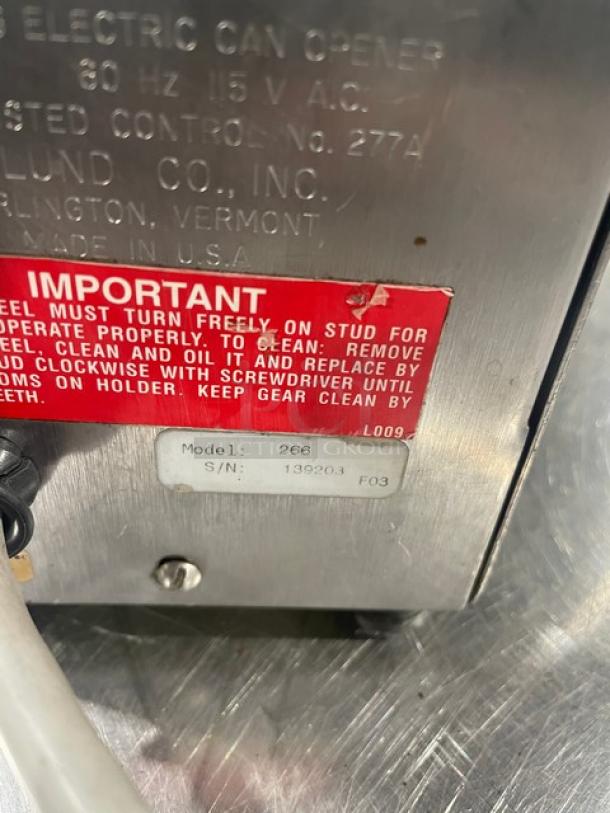 ELECTRIC CAN OPENER
60 Hz 115 V A.C.
STED CONTROL No. 277A
LUND CO., INC.
RLINGTON, VERMONT
MADE IN U.S.A.
IMPORTANT
EEL MUST TURN FREELY ON STUD FOR
OPERATE PROPERLY. TO CLEAN: REMOVE
EEL, CLEAN AND OIL IT AND REPLACE BY
UD CLOCKWISE WITH SCREWDRIVER UNTIL
OMS ON HOLDER. KEEP GEAR CLEAN BY
EETH.
L009
Model: 266
S/N: 139203
F03